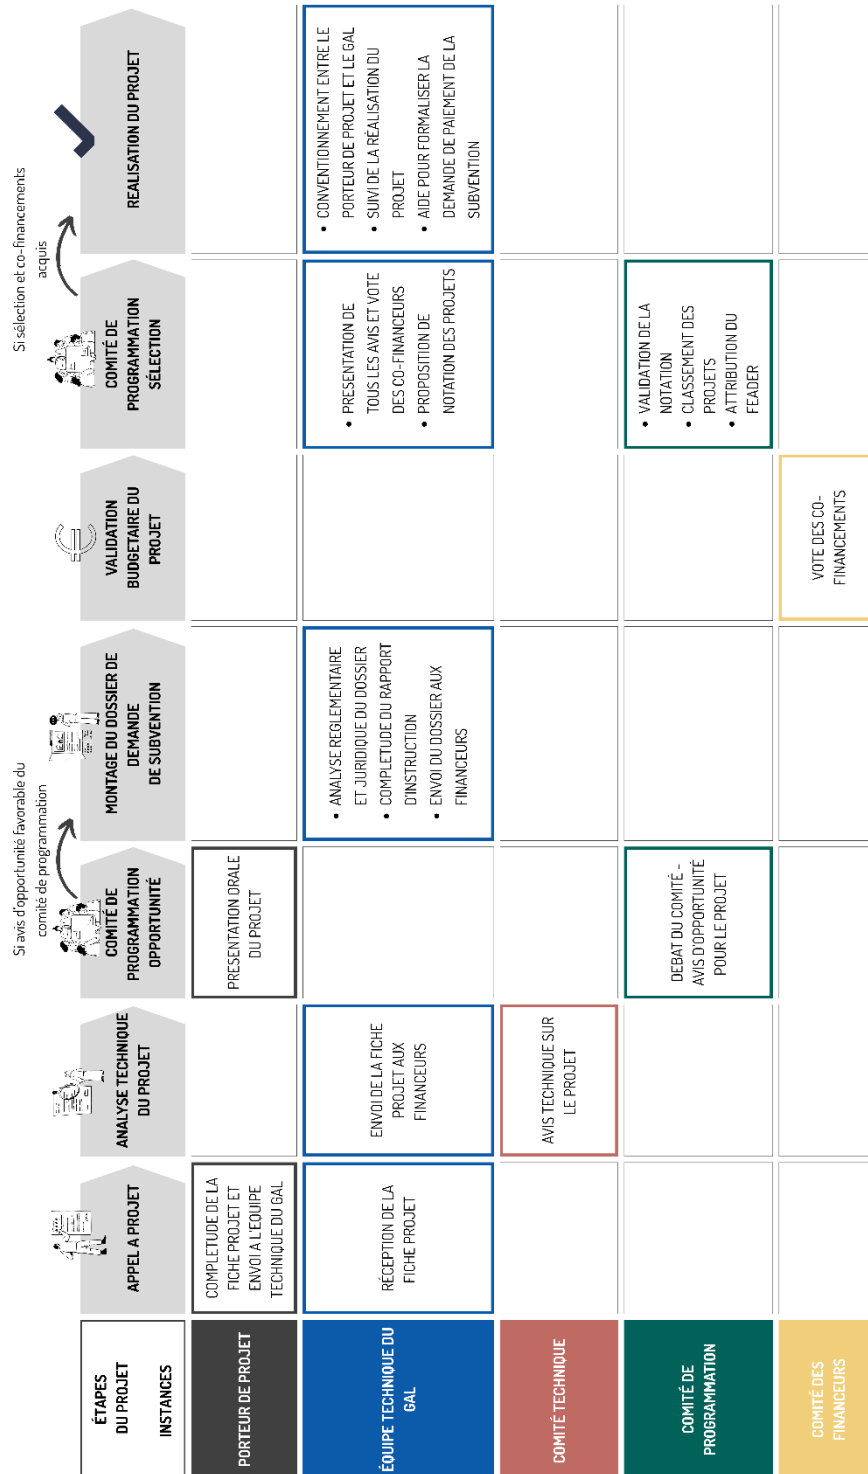 Si avis d'opportunité favorable du
comité de programmation
Si sélection et co-financements
acquis
ÉTAPES
DU PROJET
INSTANCES
APPEL A PROJET
ANALYSE TECHNIQUE
DU PROJET
COMITÉ DE
PROGRAMMATION
OPPORTUNITÉ
MONTAGE DU DOSSIER DE
DEMANDE
DE SUBVENTION
VALIDATION
BUDGETAIRE DU
PROJET
COMITÉ DE
PROGRAMMATION
SÉLECTION
REALISATION DU PROJET
PORTEUR DE PROJET
COMPLETUDE DE LA
FICHE PROJET ET
ENVOI A L'EQUIPE
TECHNIQUE DU GAL
PRESENTATION ORALE
DU PROJET
ÉQUIPE TECHNIQUE DU
GAL
RÉCEPTION DE LA
FICHE PROJET
ENVOI DE LA FICHE
PROJET AUX
FINANCEURS
• ANALYSE REGLEMENTAIRE
ET JURIDIQUE DU DOSSIER
• COMPLETUDE DU RAPPORT
D'INSTRUCTION
• ENVOI DU DOSSIER AUX
FINANCEURS
• PRESENTATION DE
TOUS LES AVIS ET VOTE
DES CO-FINANCEURS
• PROPOSITION DE
NOTATION DES PROJETS
• CONVENTIONNEMENT ENTRE LE
PORTEUR DE PROJET ET LE GAL
• SUIVI DE LA RÉALISATION DU
PROJET
• AIDE POUR FORMALISER LA
DEMANDE DE PAIEMENT DE LA
SUBVENTION
COMITÉ TECHNIQUE
AVIS TECHNIQUE SUR
LE PROJET
COMITÉ DE
PROGRAMMATION
DEBAT DU COMITÉ -
AVIS D'OPPORTUNITÉ
POUR LE PROJET
• VALIDATION DE LA
NOTATION
• CLASSEMENT DES
PROJETS
• ATTRIBUTION DU
FEADER
COMITÉ DES
FINANCEURS
VOTE DES CO-
FINANCEMENTS